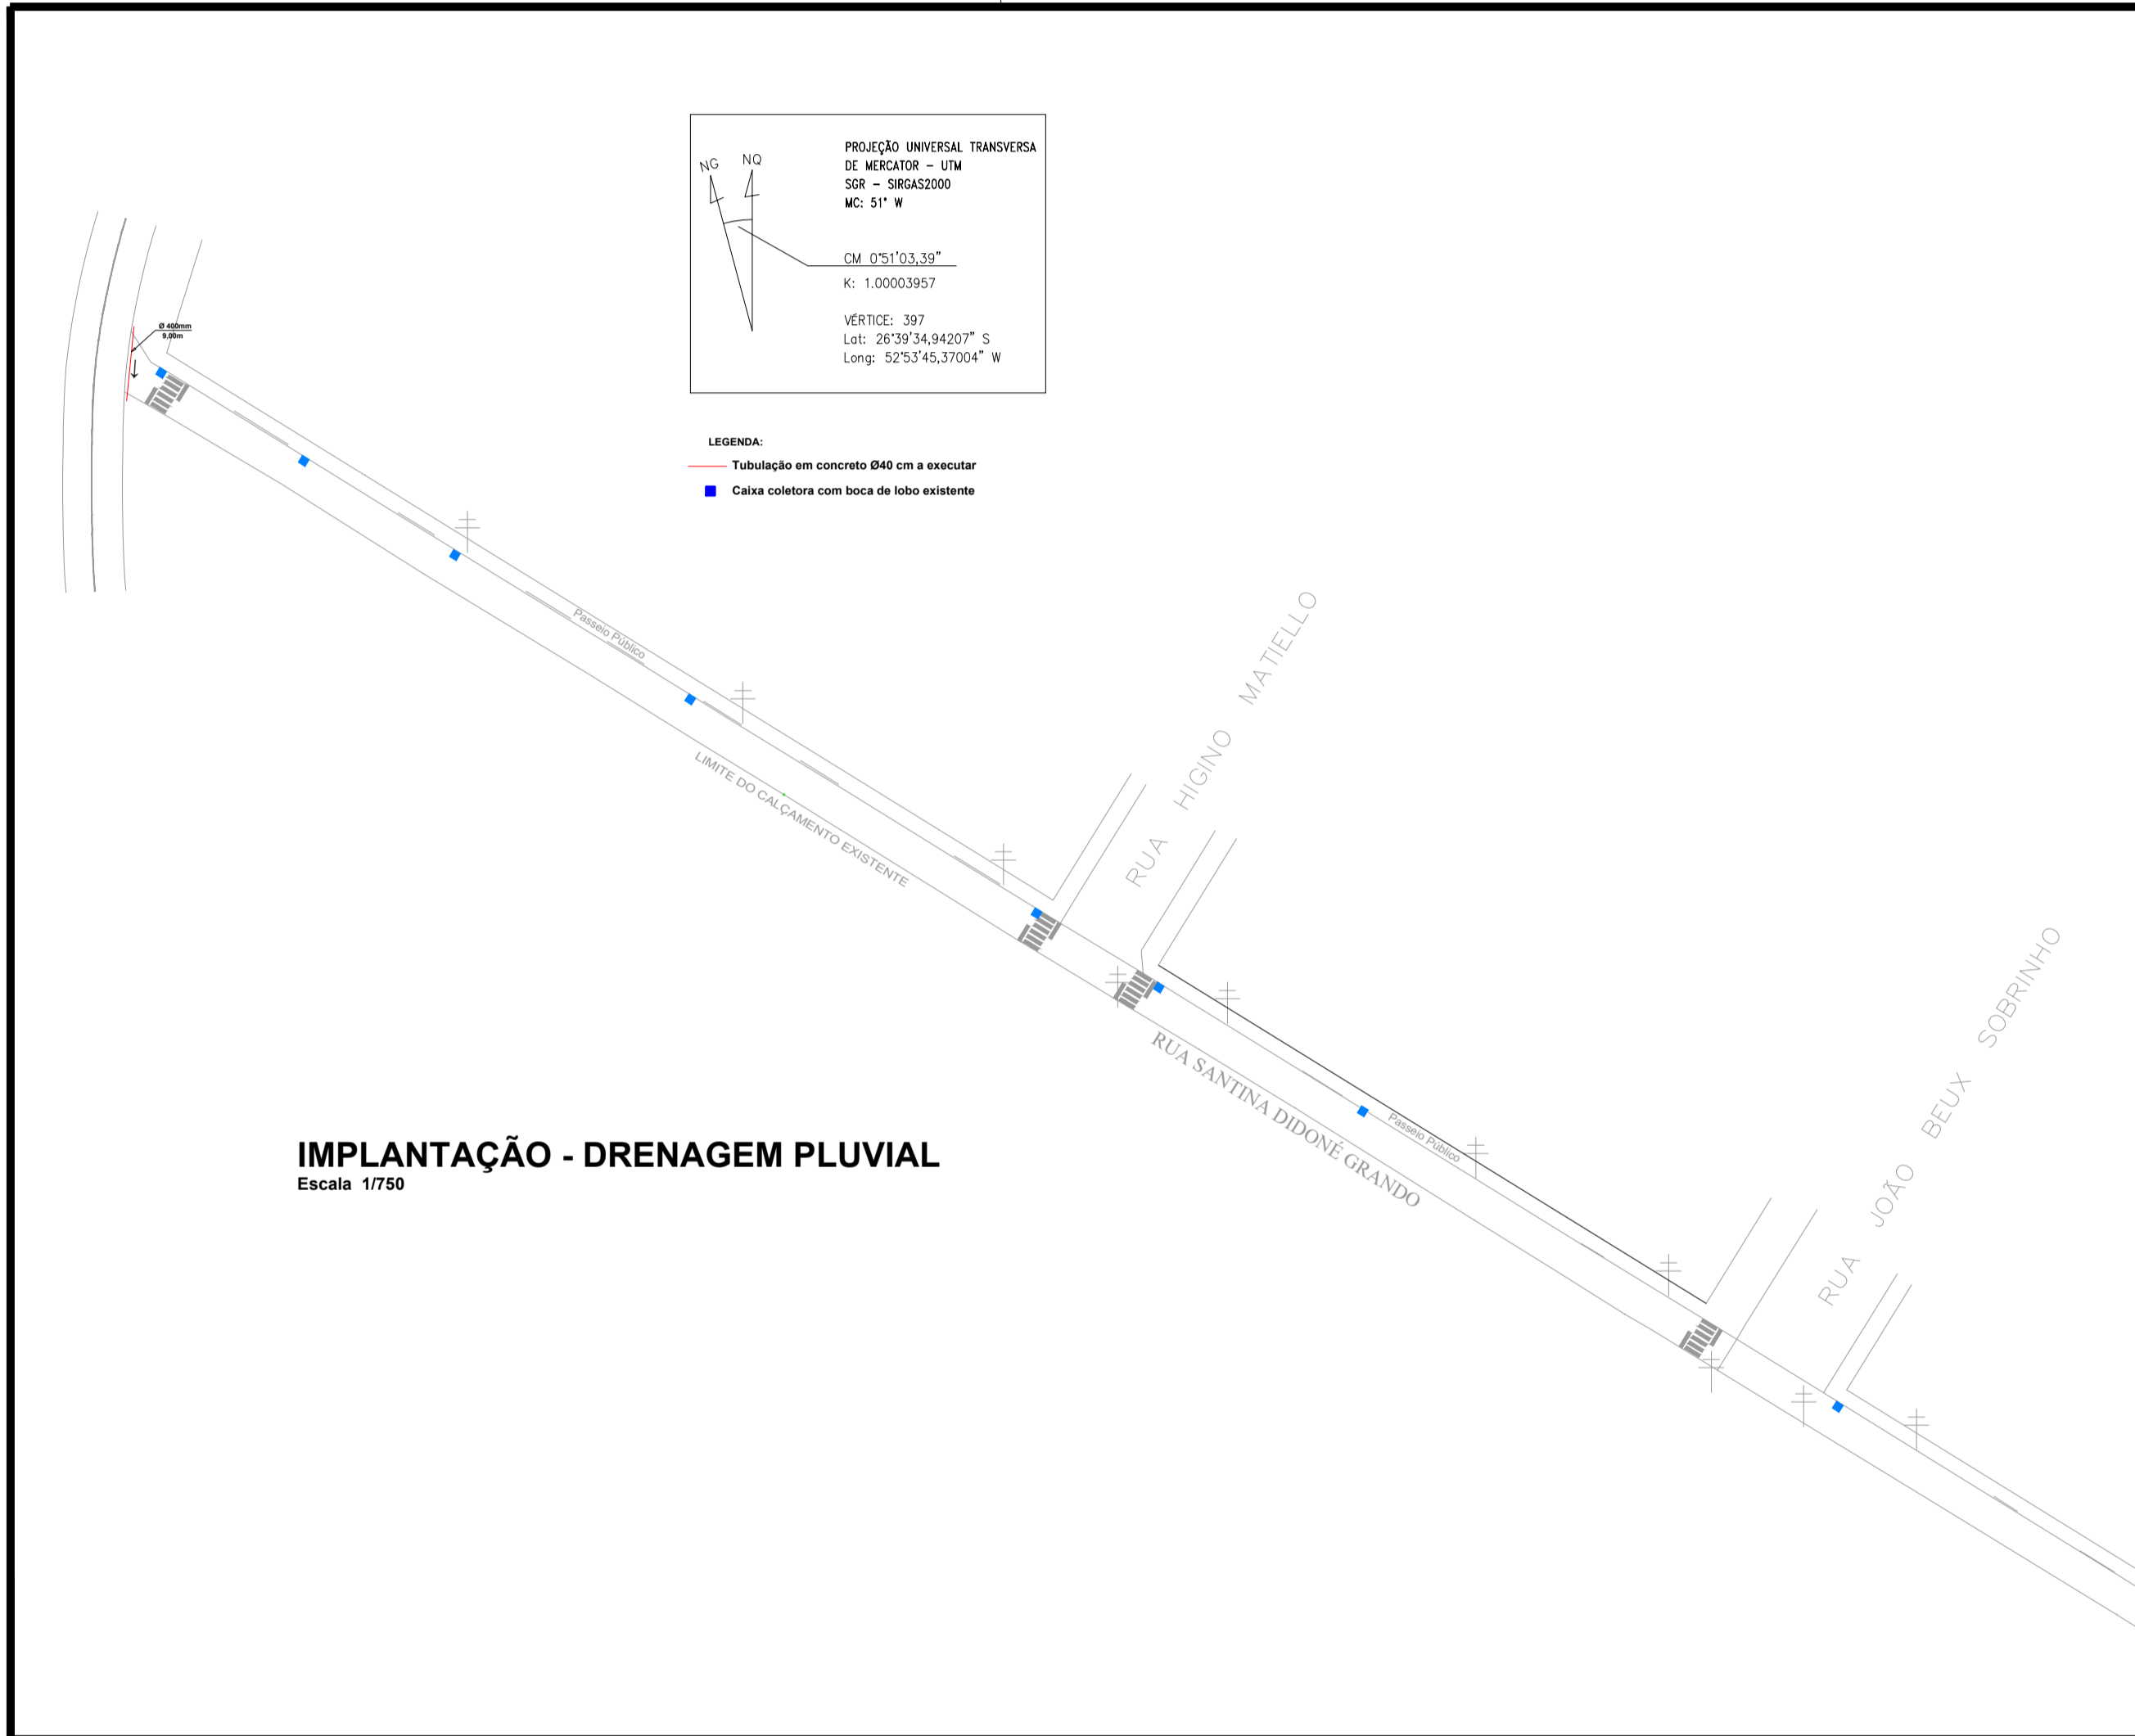 NG
NQ
PROJEÇÃO UNIVERSAL TRANSVERSA
DE MERCATOR - UTM
SGR - SIRGAS2000
MC: 51° W
CM 0°51'03,39"
K: 1.00003957
VÉRTICE: 397
Lat: 26°39'34,94207" S
Long: 52°53'45,37004" W
Ø 400mm
9,00m
LEGENDA:
Tubulação em concreto Ø40 cm a executar
Caixa coletora com boca de lobo existente
Passeio Público
LIMITE DO CALÇAMENTO EXISTENTE
RUA HIGINO MATIELLO
RUA SANTINA DIDONÉ GRANDO
Passeio Público
RUA JOÃO BEUX SOBRINHO
IMPLANTAÇÃO - DRENAGEM PLUVIAL
Escala 1/750